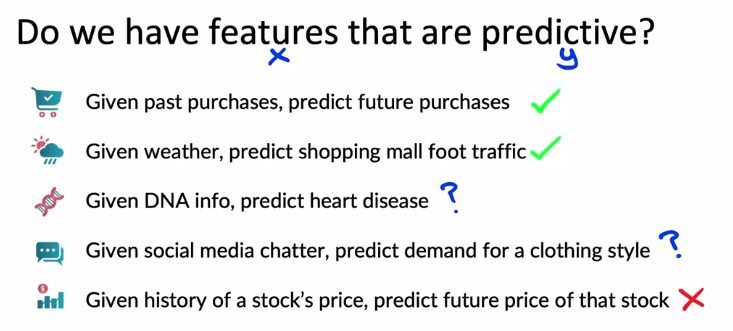 Do we have features that are predictive?
x y
Given past purchases, predict future purchases ✓
Given weather, predict shopping mall foot traffic ✓
Given DNA info, predict heart disease ?
Given social media chatter, predict demand for a clothing style ?
$
Given history of a stock's price, predict future price of that stock ✗